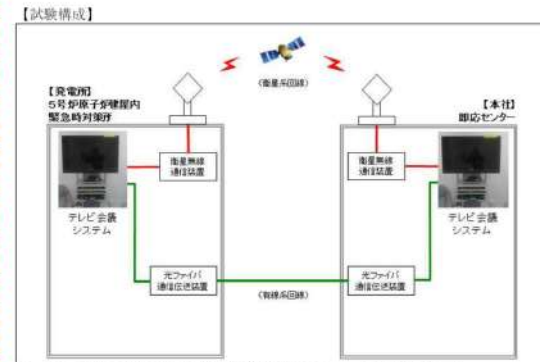 【試験構成】
(衛星系回線)
【発電所】
5号炉原子炉建屋内
緊急時対策所
【本社】
即応センター
衛星無線
通信装置
衛星無線
通信装置
テレビ会議
システム
テレビ会議
システム
光ファイバ
通信伝送装置
光ファイバ
通信伝送装置
(有線系回線)